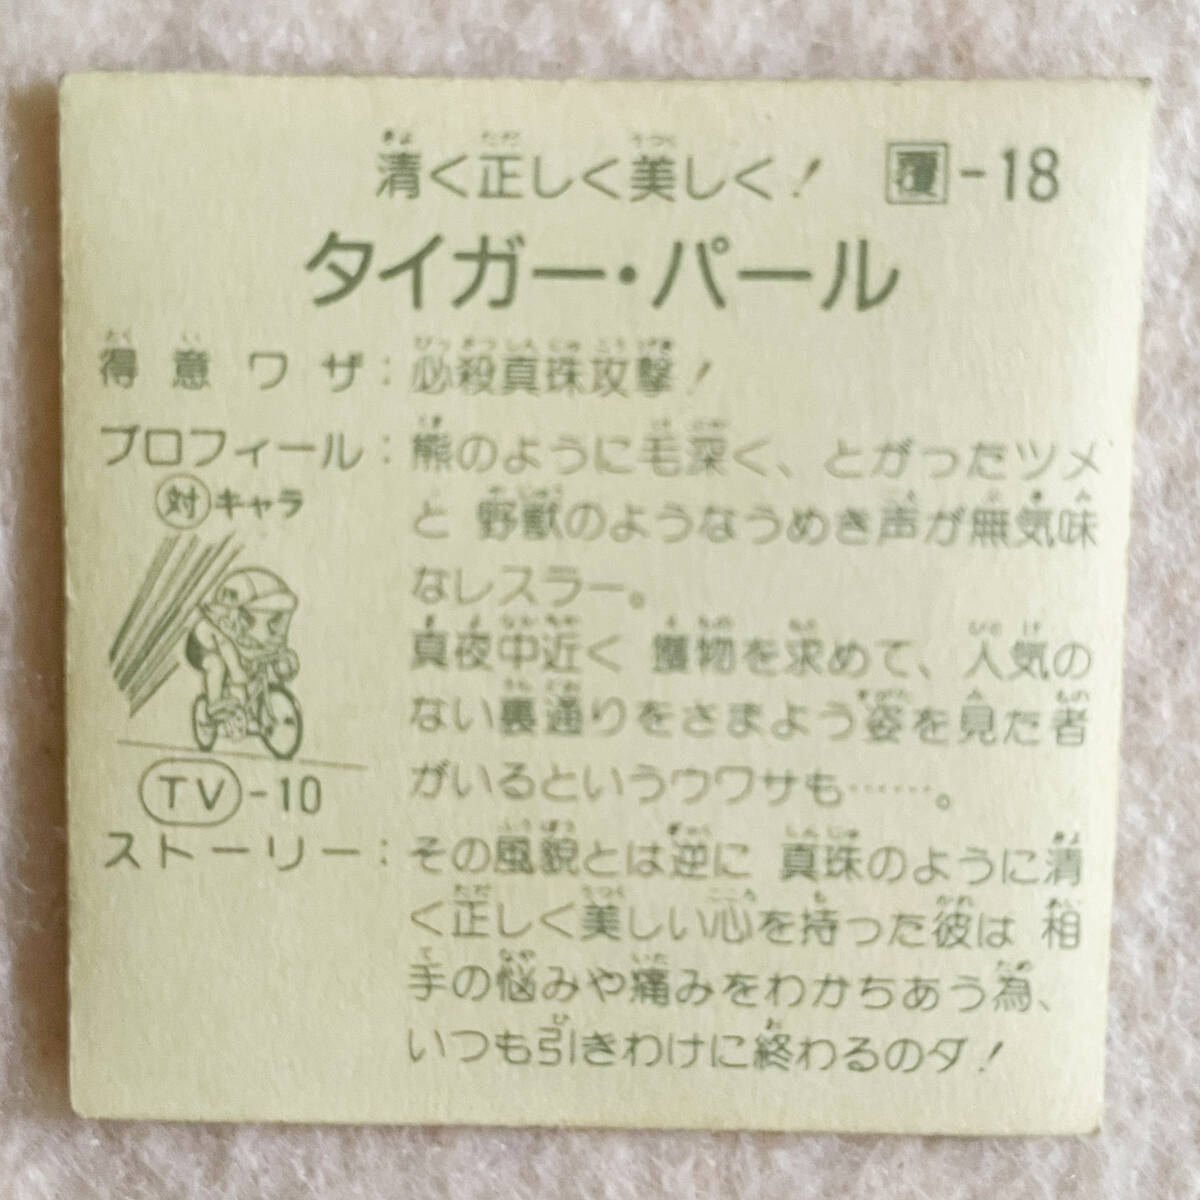 清く正しく美しく! 覆-18
タイガー・パール
得意ワザ:必殺真珠攻撃!
プロフィール:熊のように毛深く、とがったツメ
と野獣のようなうめき声が無気味
なレスラー。
真夜中近く獲物を求めて、人気の
ない裏通りをさまよう姿を見た者
がいるというウワサも……。
対キャラ
TV-10
ストーリー:その風貌とは逆に真珠のように清
く正しく美しい心を持った彼は相
手の悩みや痛みをわかちあう為、
いつも引きわけに終わるのダ!